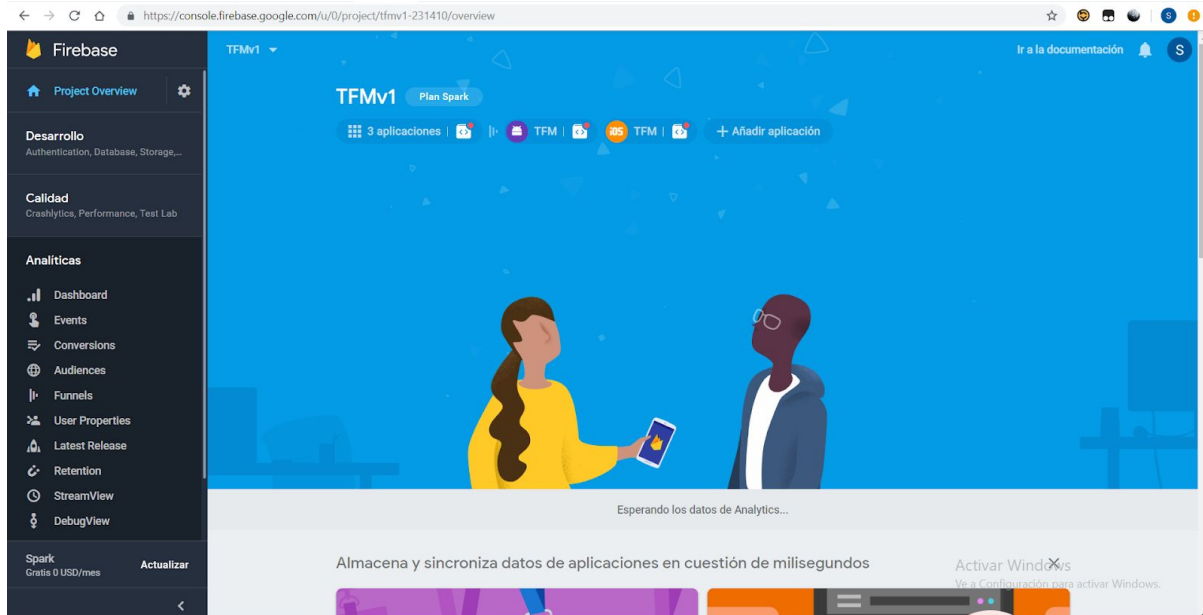 https://console.firebase.google.com/u/0/project/tfmv1-231410/overview
S
Firebase
TFMv1
Ir a la documentación
S
Project Overview
TFMv1 Plan Spark
3 aplicaciones TFM iOS TFM + Añadir aplicación
Desarrollo
Authentication, Database, Storage,...
Calidad
Crashlytics, Performance, Test Lab
Analíticas
Dashboard
Events
Conversions
Audiences
Funnels
User Properties
Latest Release
Retention
StreamView
DebugView
Esperando los datos de Analytics...
Spark
Gratis 0 USD/mes
Actualizar
Almacena y sincroniza datos de aplicaciones en cuestión de milisegundos
Activar Windows
Ve a Configuración para activar Windows.